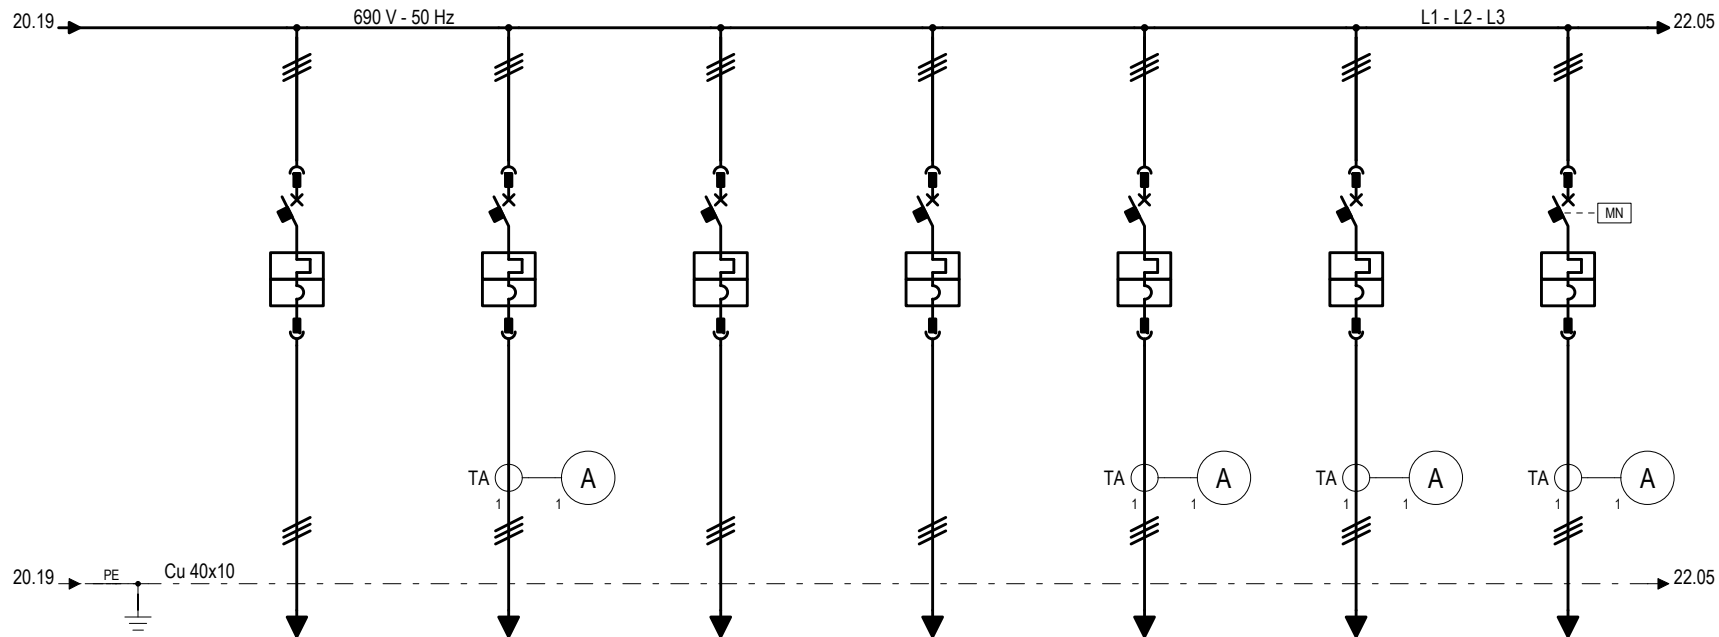 20.19 690 V - 50 Hz L1 - L2 - L3 22.05
MN
TA A TA A TA A TA A
1 1 1 1 1 1 1 1
20.19 PE Cu 40x10 22.05